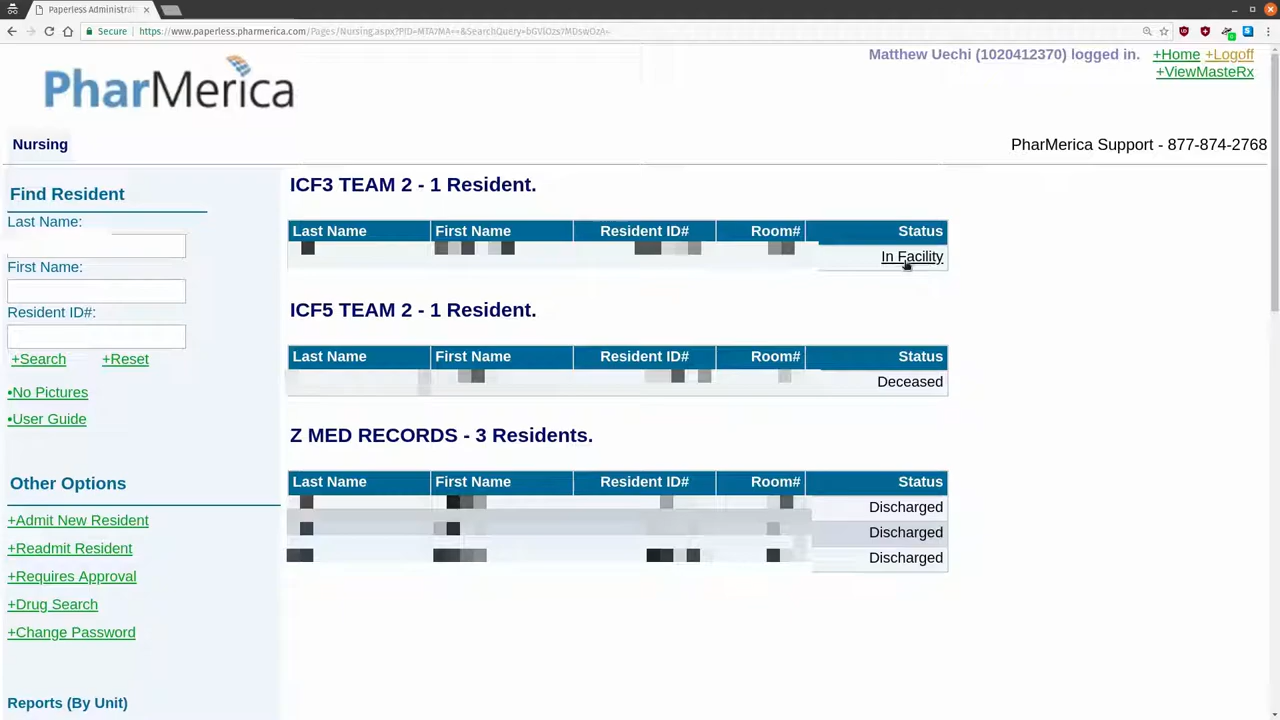 Paperless Administrat
Secure
https://www.paperless.pharmerica.com/Pages/Nursing.aspx?
Matthew Uechi (1020412370) logged in. +Home +Logoff
+ViewMasteRx
PharMerica
Nursing
PharMerica Support - 877-874-2768
Find Resident
Last Name:
First Name:
Resident ID#:
+Search +Reset
•No Pictures
•User Guide
Other Options
+Admit New Resident
+Readmit Resident
+Requires Approval
+Drug Search
+Change Password
Reports (By Unit)
ICF3 TEAM 2 - 1 Resident.
Last Name First Name Resident ID# Room# Status
In Facility
ICF5 TEAM 2 - 1 Resident.
Last Name First Name Resident ID# Room# Status
Deceased
Z MED RECORDS - 3 Residents.
Last Name First Name Resident ID# Room# Status
Discharged
Discharged
Discharged